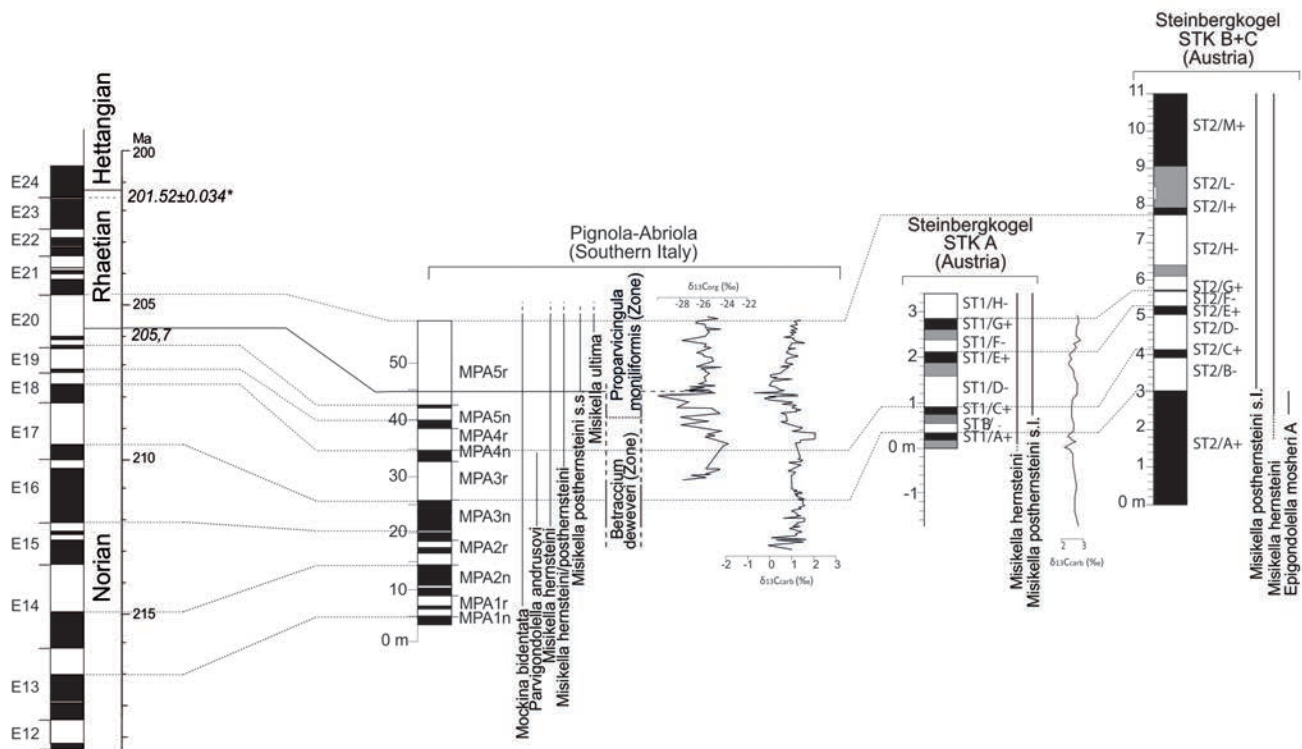 Hettangian
Rhaetian
Norian
Ma
200
201.52±0.034*
205
205,7
210
215
E24
E23
E22
E21
E20
E19
E18
E17
E16
E15
E14
E13
E12
Pignola-Abriola
(Southern Italy)
50
40
30
20
10
0 m
MPA5r
MPA5n
MPA4r
MPA4n
MPA3r
MPA3n
MPA2r
MPA2n
MPA1r
MPA1n
Mockina bidentata
Parvigondolella andrusovi
Misikella hernsteini
Misikella hernsteini/posthernsteini
Misikella posthernsteini s.s
Misikella ultima
Proparvicingula
moniliformis (Zone)
Betraccium
deweveri (Zone)
δ13Corg (‰)
-28 -26 -24 -22
-2 -1 0 1 2 3
δ13Ccarb (‰)
Steinbergkogel
STK A
(Austria)
3
2
1
0 m
-1
ST1/H-
ST1/G+
ST1/F-
ST1/E+
ST1/D-
ST1/C+
ST1/A+
Misikella hernsteini
Misikella posthernsteini s.l.
2 3
δ13Ccarb (‰)
Steinbergkogel
STK B+C
(Austria)
11
10
9
8
7
6
5
4
3
2
1
0 m
ST2/M+
ST2/L-
ST2/I+
ST2/H-
ST2/G+
ST2/F-
ST2/E+
ST2/D-
ST2/C+
ST2/B-
ST2/A+
Misikella posthernsteini s.l.
Misikella hernsteini
Epigondolella mosheri A